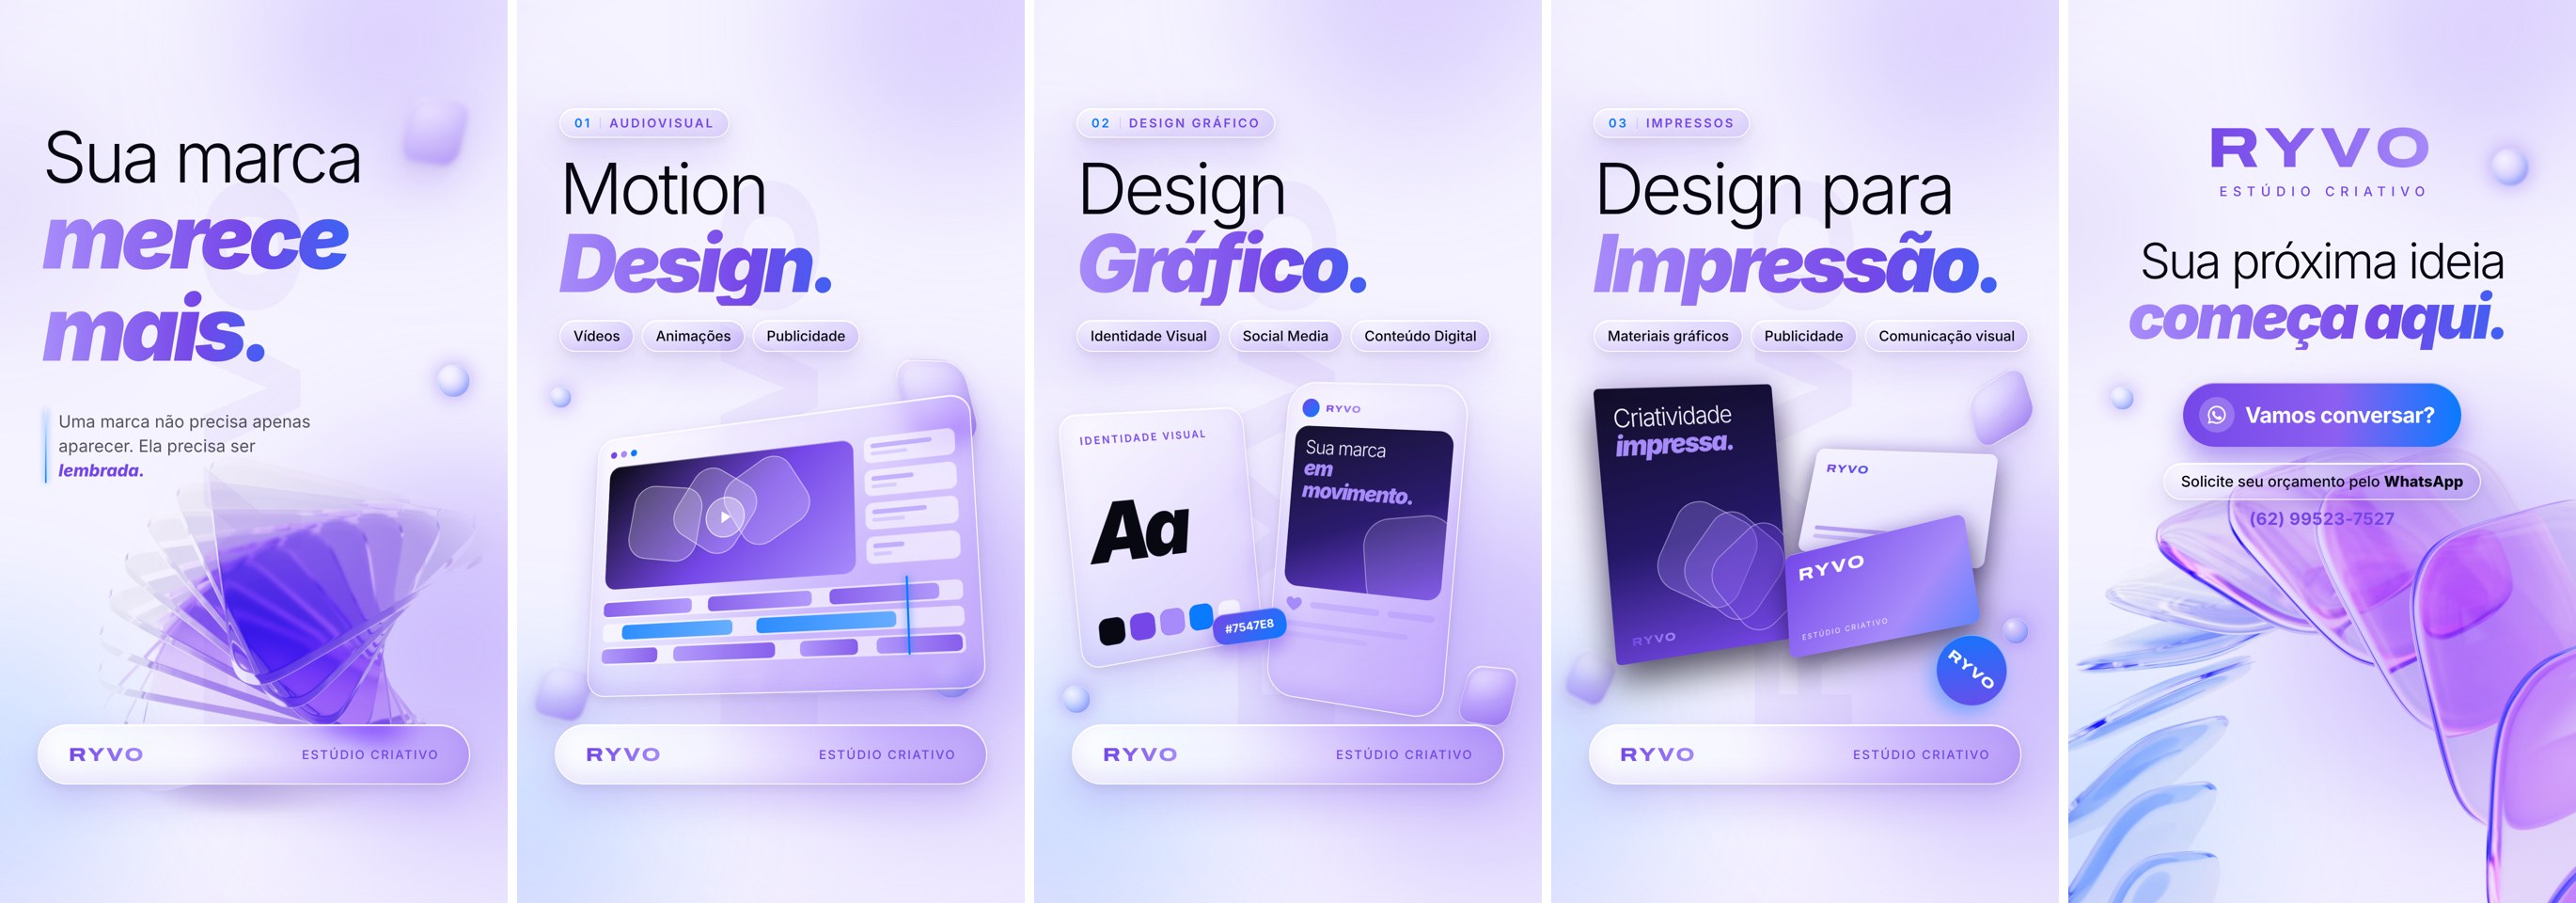 Sua marca
merece
mais.
Uma marca não precisa apenas
aparecer. Ela precisa ser
lembrada.
RYVO
ESTÚDIO CRIATIVO
01 | AUDIOVISUAL
Motion
Design.
Vídeos
Animações
Publicidade
RYVO
ESTÚDIO CRIATIVO
02 | DESIGN GRÁFICO
Design
Gráfico.
Identidade Visual
Social Media
Conteúdo Digital
IDENTIDADE VISUAL
Aa
#7547E8
RYVO
Sua marca
em
movimento.
RYVO
ESTÚDIO CRIATIVO
03 | IMPRESSOS
Design para
Impressão.
Materiais gráficos
Publicidade
Comunicação visual
Criatividade
impressa.
RYVO
RYVO
RYVO
ESTÚDIO CRIATIVO
RYVO
RYVO
ESTÚDIO CRIATIVO
RYVO
ESTÚDIO CRIATIVO
Sua próxima ideia
começa aqui.
Vamos conversar?
Solicite seu orçamento pelo WhatsApp
(62) 99523-7527